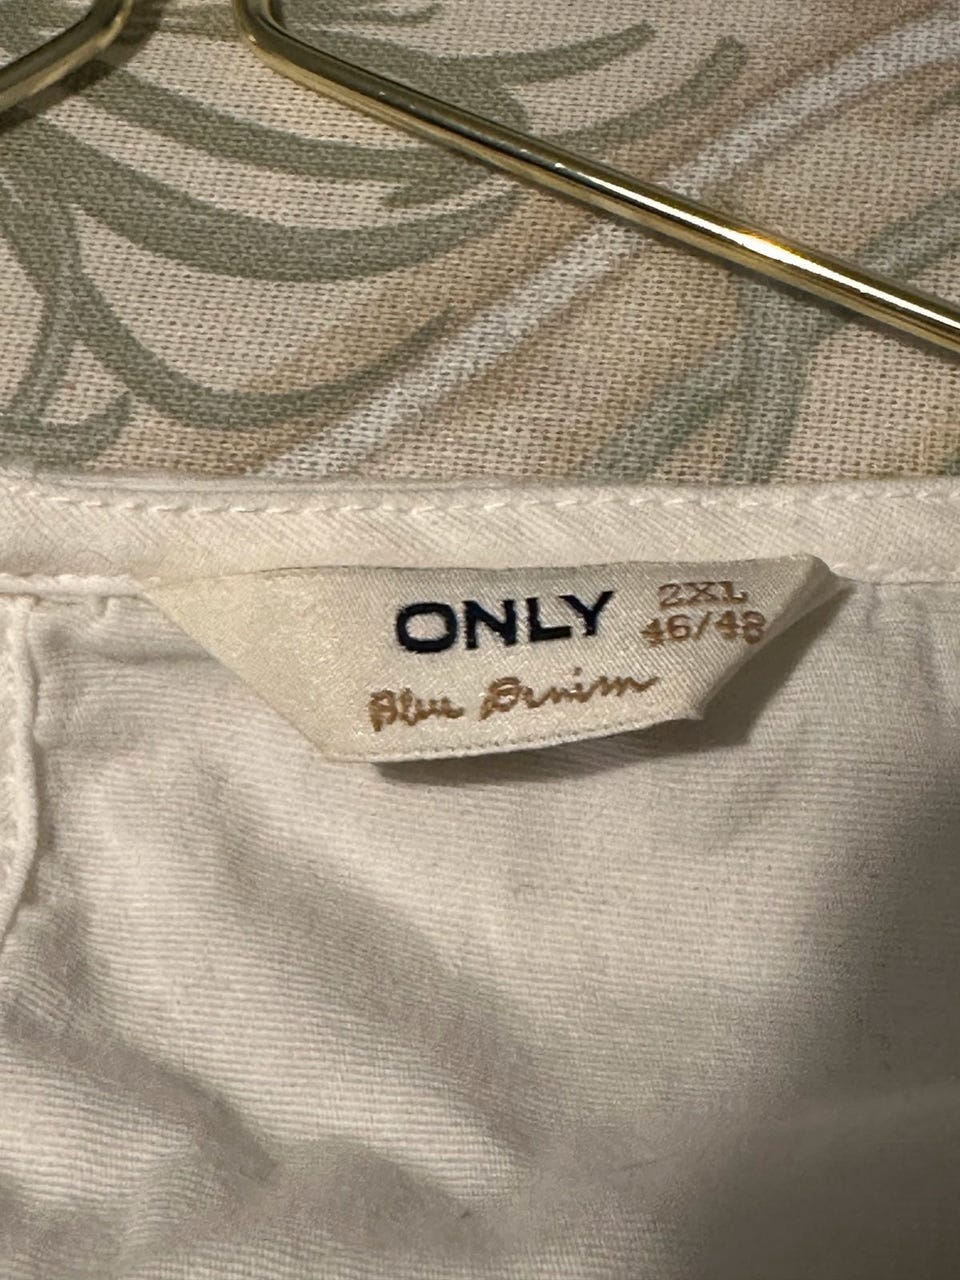 ONLY
2XL
46/48
Blue Denim